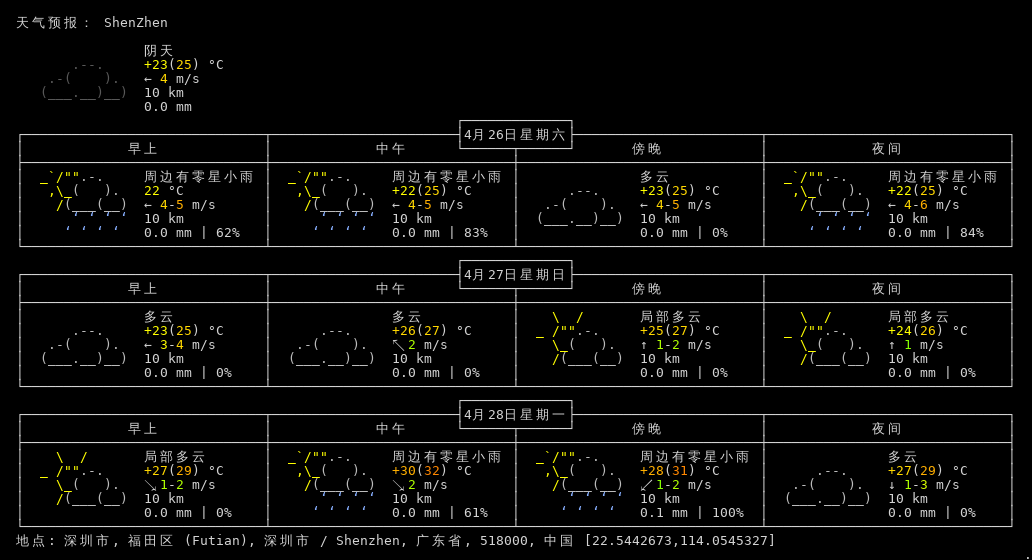 天气预报： ShenZhen
阴天
+23(25) °C
← 4 m/s
10 km
0.0 mm
4月26日星期六
早上 中午 傍晚 夜间
周边有零星小雨 周边有零星小雨 多云 周边有零星小雨
22 °C +22(25) °C +23(25) °C +22(25) °C
← 4-5 m/s ← 4-5 m/s ← 4-5 m/s ← 4-6 m/s
10 km 10 km 10 km 10 km
0.0 mm | 62% 0.0 mm | 83% 0.0 mm | 0% 0.0 mm | 84%
4月27日星期日
早上 中午 傍晚 夜间
多云 多云 局部多云 局部多云
+23(25) °C +26(27) °C +25(27) °C +24(26) °C
← 3-4 m/s ↖ 2 m/s ↑ 1-2 m/s ↑ 1 m/s
10 km 10 km 10 km 10 km
0.0 mm | 0% 0.0 mm | 0% 0.0 mm | 0% 0.0 mm | 0%
4月28日星期一
早上 中午 傍晚 夜间
局部多云 周边有零星小雨 周边有零星小雨 多云
+27(29) °C +30(32) °C +28(31) °C +27(29) °C
↘ 1-2 m/s ↘ 2 m/s ↙ 1-2 m/s ↓ 1-3 m/s
10 km 10 km 10 km 10 km
0.0 mm | 0% 0.0 mm | 61% 0.1 mm | 100% 0.0 mm | 0%
地点: 深圳市, 福田区 (Futian), 深圳市 / Shenzhen, 广东省, 518000, 中国 [22.5442673,114.0545327]